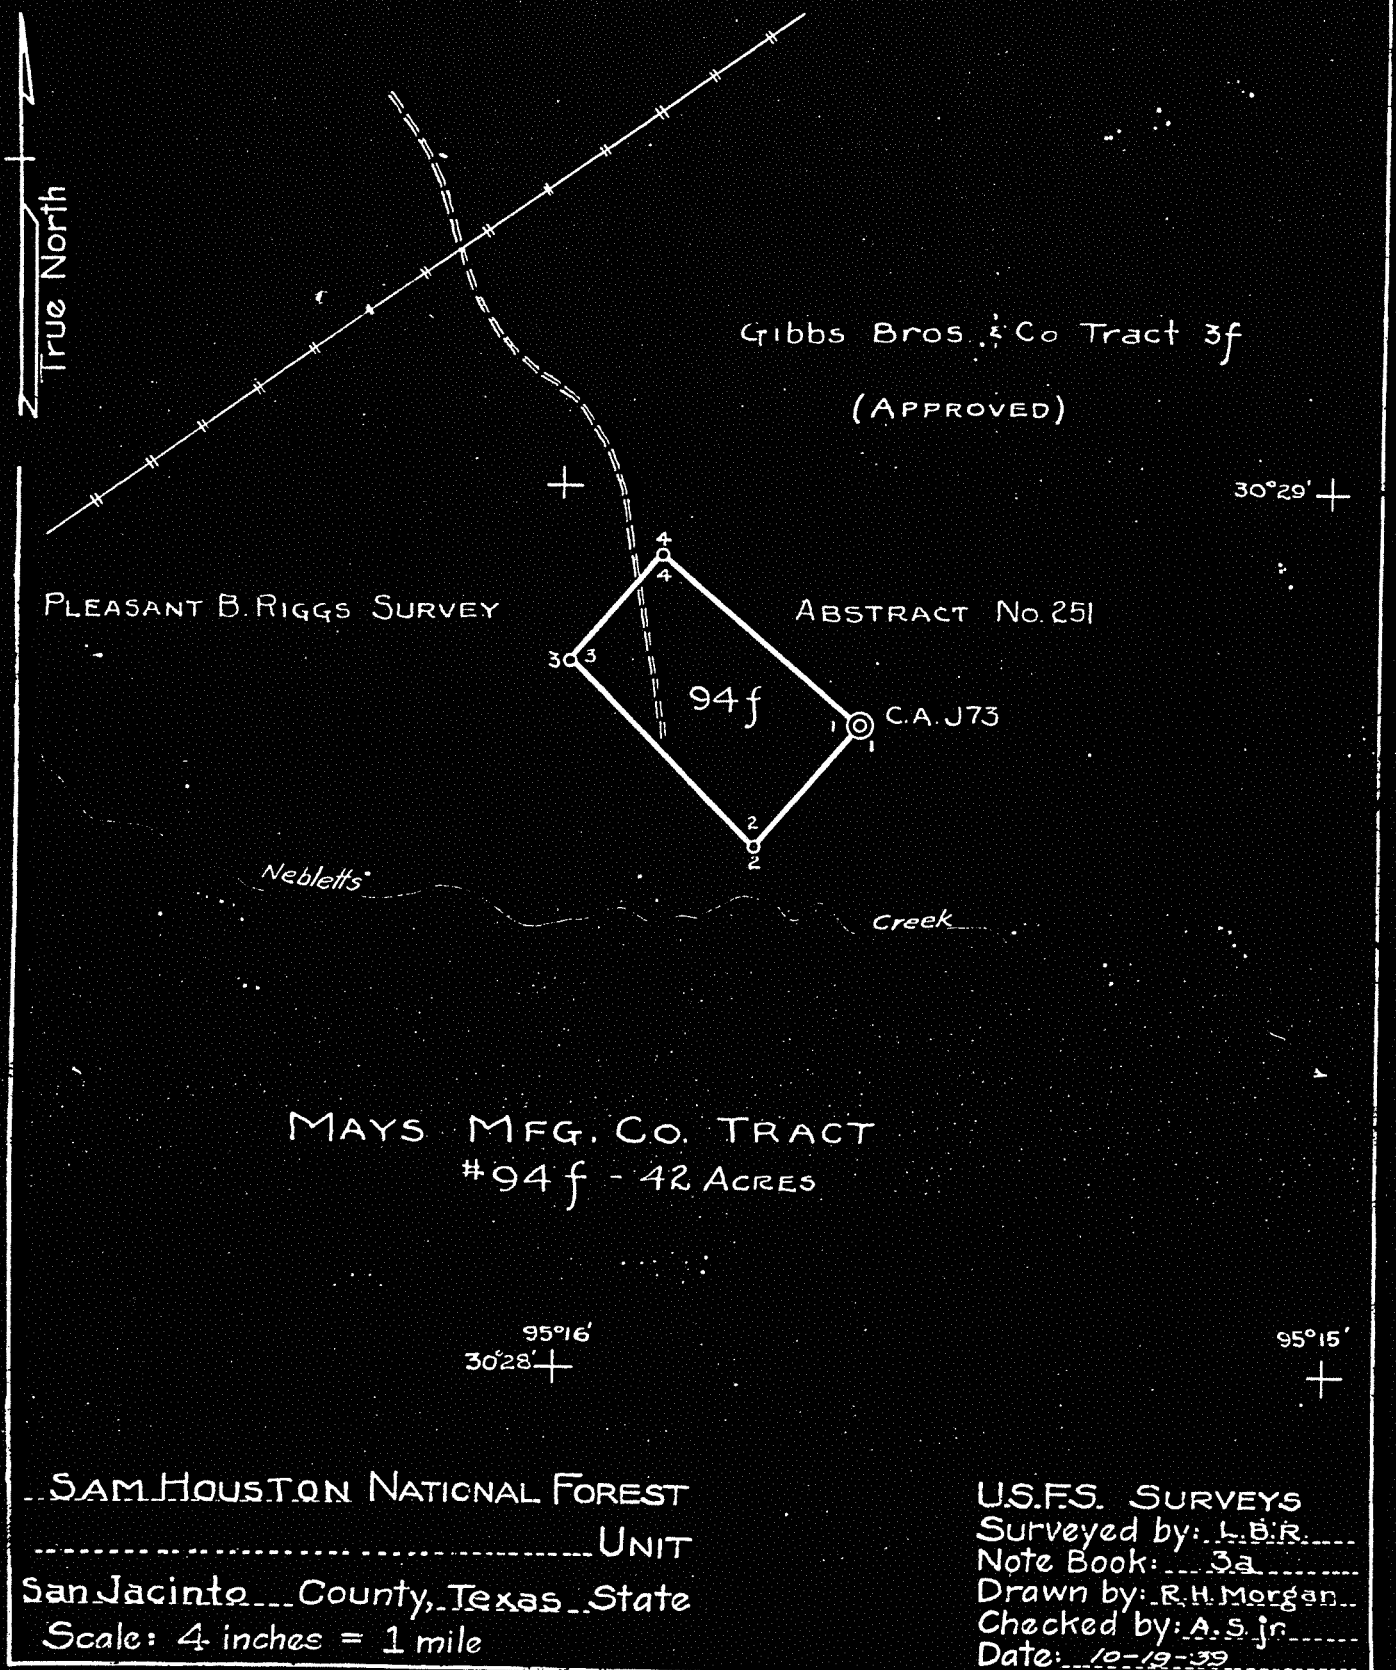 True North
Gibbs Bros. & Co Tract 3f
(APPROVED)
30°29'
4
4
PLEASANT B. RIGGS SURVEY
ABSTRACT No. 251
3 3
94f
1 C.A. J73
1
2
2
Nebletts
Creek
MAYS MFG. CO. TRACT
#94f - 42 ACRES
95°16'
30°28'
95°15'
SAM HOUSTON NATIONAL FOREST
UNIT
San Jacinto County, Texas State
Scale: 4 inches = 1 mile
U.S.F.S. SURVEYS
Surveyed by: L.B.R.
Note Book: 3a
Drawn by: R.H. Morgan
Checked by: A.S. jr.
Date: 10-19-39